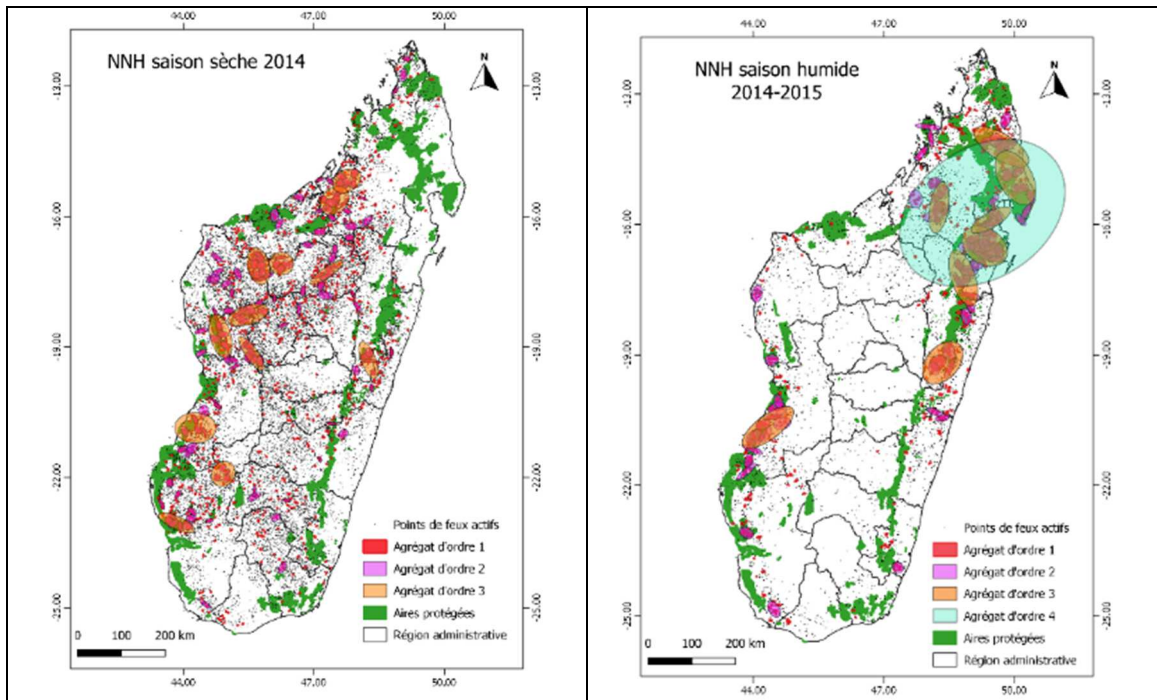 44.00 47.00 50.00
NNH saison sèche 2014
N
-13.00
-16.00
-19.00
-22.00
-25.00
-13.00
-16.00
-19.00
-22.00
-25.00
Points de feux actifs
Agrégat d'ordre 1
Agrégat d'ordre 2
Agrégat d'ordre 3
Aires protégées
Région administrative
0 100 200 km
44.00 47.00 50.00
44.00 47.00 50.00
NNH saison humide
2014-2015
N
-13.00
-16.00
-19.00
-22.00
-25.00
-13.00
-16.00
-19.00
-22.00
-25.00
Points de feux actifs
Agrégat d'ordre 1
Agrégat d'ordre 2
Agrégat d'ordre 3
Agrégat d'ordre 4
Aires protégées
Région administrative
0 100 200 km
44.00 47.00 50.00